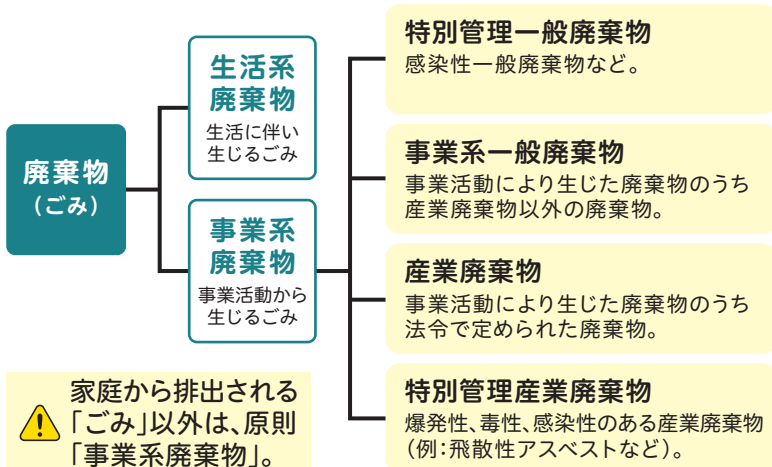 廃棄物
（ごみ）
生活系
廃棄物
生活に伴い
生じるごみ
事業系
廃棄物
事業活動から
生じるごみ
特別管理一般廃棄物
感染性一般廃棄物など。
事業系一般廃棄物
事業活動により生じた廃棄物のうち
産業廃棄物以外の廃棄物。
産業廃棄物
事業活動により生じた廃棄物のうち
法令で定められた廃棄物。
特別管理産業廃棄物
爆発性、毒性、感染性のある産業廃棄物
（例：飛散性アスベストなど）。
家庭から排出される
「ごみ」以外は、原則
「事業系廃棄物」。